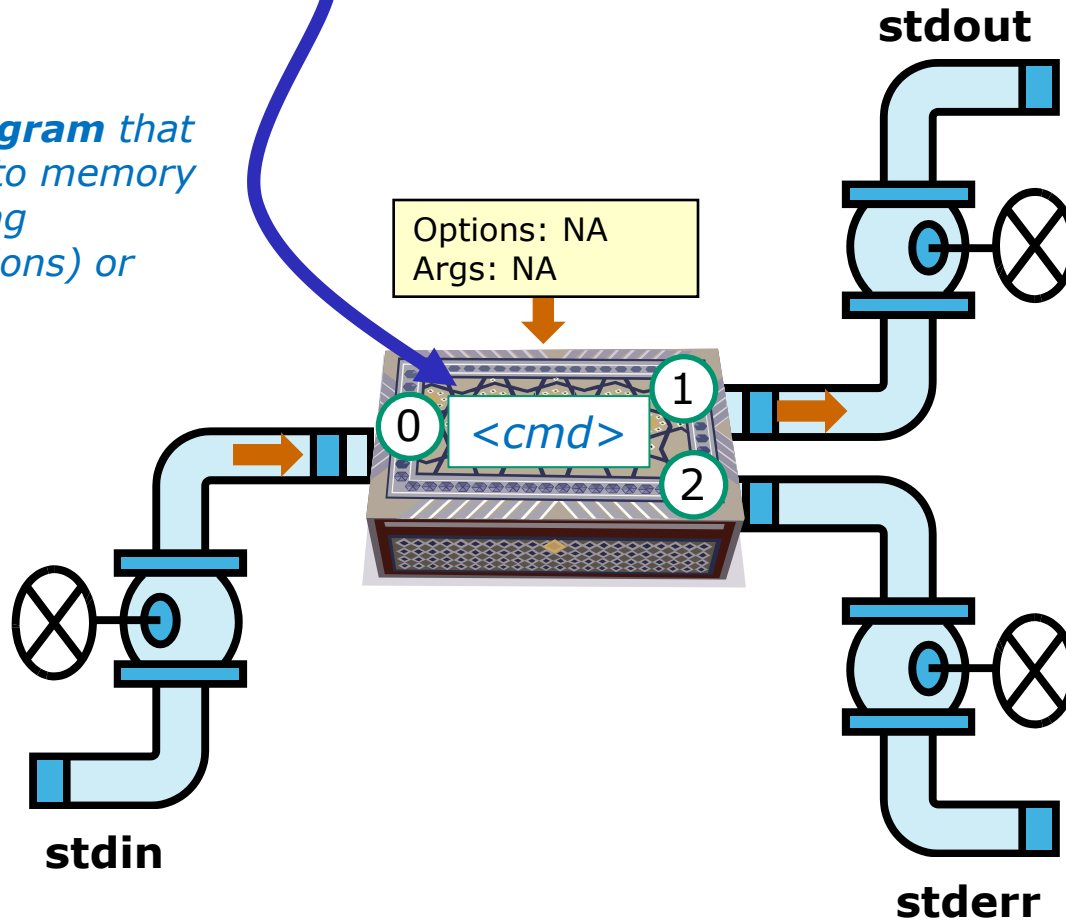 stdout
gram that
to memory
ng
ons) or
Options: NA
Args: NA
1
0
<cmd>
2
stdin
stderr